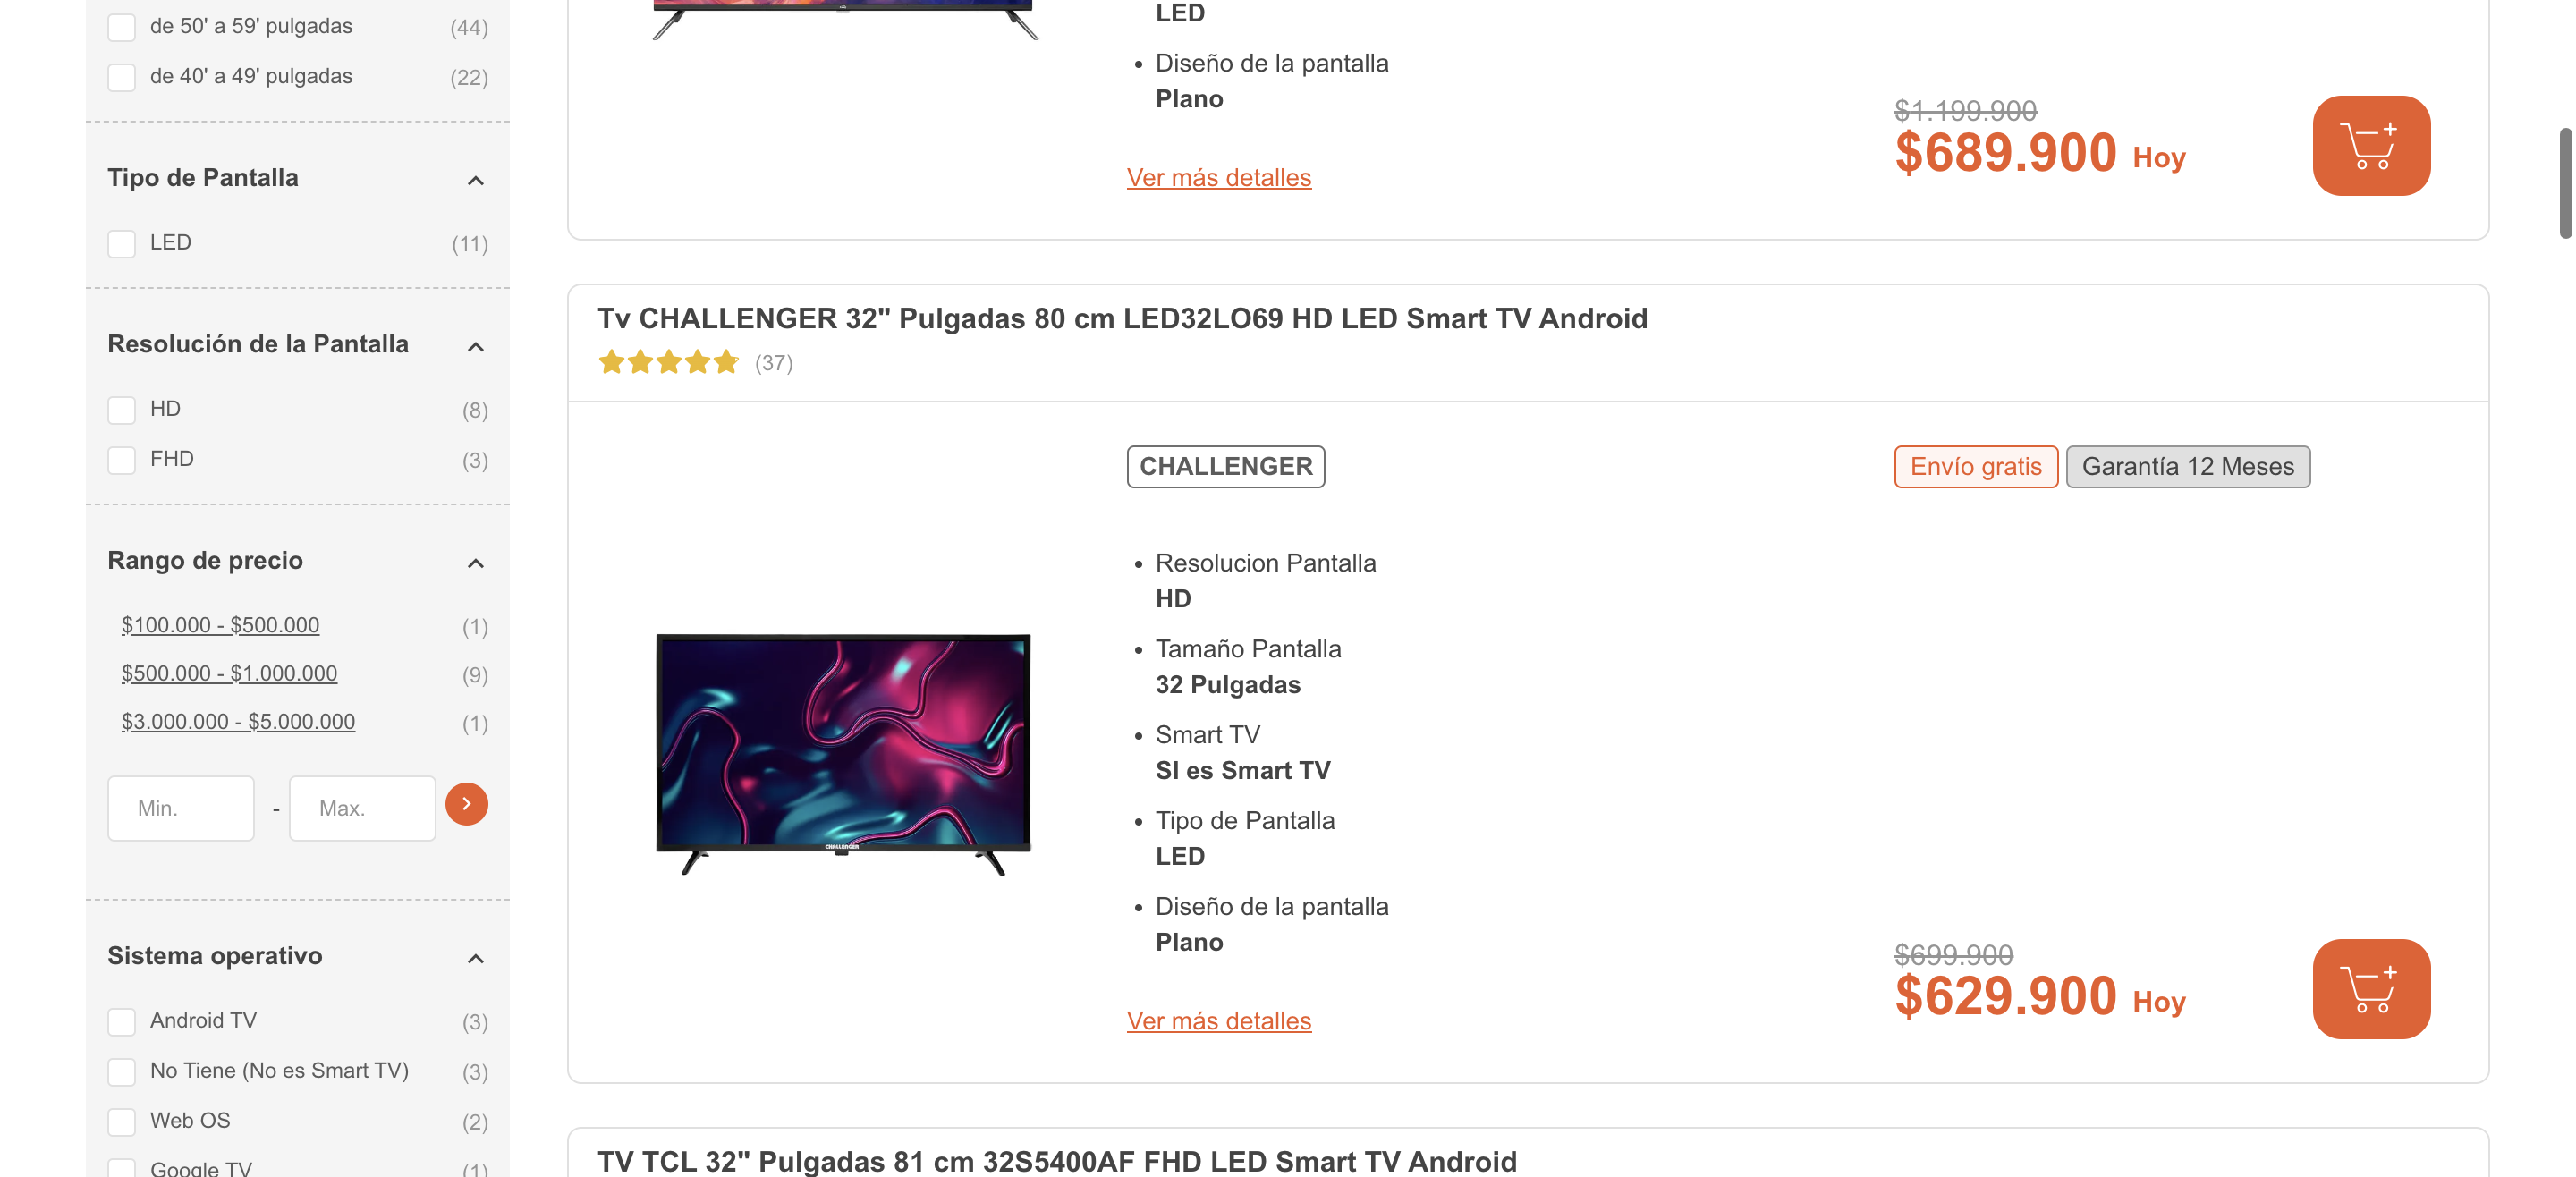 de 50' a 59' pulgadas (44)
de 40' a 49' pulgadas (22)
Tipo de Pantalla
LED (11)
Resolución de la Pantalla
HD (8)
FHD (3)
Rango de precio
$100.000 - $500.000 (1)
$500.000 - $1.000.000 (9)
$3.000.000 - $5.000.000 (1)
Min. - Max.
Sistema operativo
Android TV (3)
No Tiene (No es Smart TV) (3)
Web OS (2)
Google TV (1)
LED
Diseño de la pantalla
Plano
Ver más detalles
$1.199.900
$689.900 Hoy
Tv CHALLENGER 32" Pulgadas 80 cm LED32LO69 HD LED Smart TV Android
(37)
CHALLENGER
Envío gratis
Garantía 12 Meses
CHALLENGER
Resolucion Pantalla
HD
Tamaño Pantalla
32 Pulgadas
Smart TV
SI es Smart TV
Tipo de Pantalla
LED
Diseño de la pantalla
Plano
Ver más detalles
$699.900
$629.900 Hoy
TV TCL 32" Pulgadas 81 cm 32S5400AF FHD LED Smart TV Android